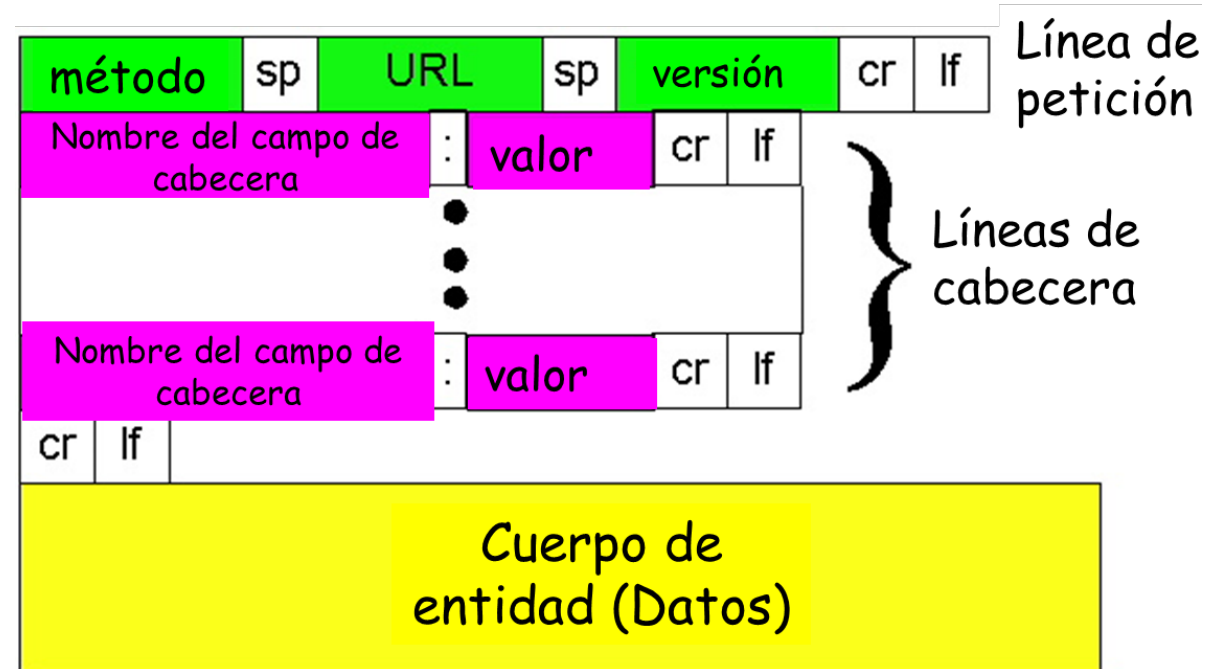 método sp URL sp versión cr lf
Línea de
petición
Nombre del campo de
cabecera
: valor cr lf
Líneas de
cabecera
Nombre del campo de
cabecera
: valor cr lf
cr lf
Cuerpo de
entidad (Datos)